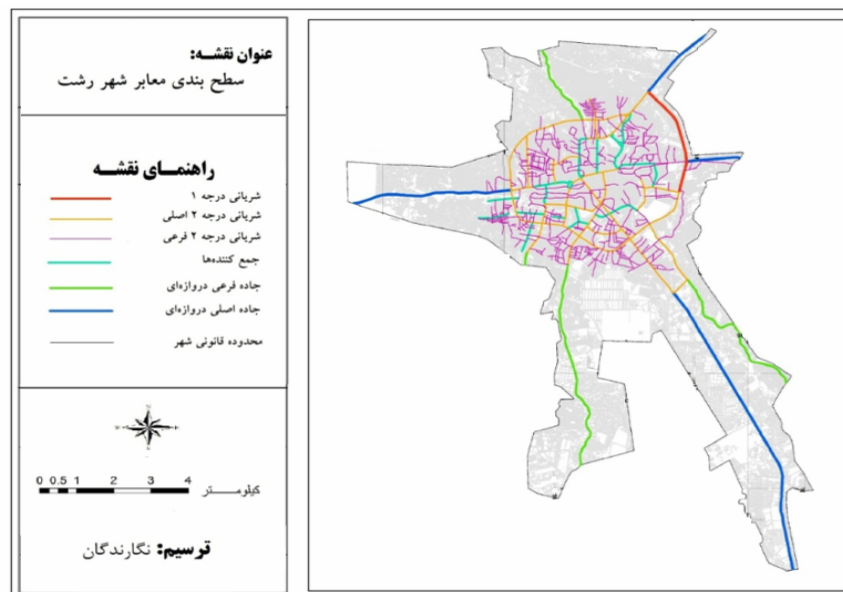 عنوان نقشه:
سطح بندی معابر شهر رشت
راهنمای نقشه
شریانی درجه ۱
شریانی درجه ۲ اصلی
شریانی درجه ۲ فرعی
جمع کننده‌ها
جاده فرعی دروازه‌ای
جاده اصلی دروازه‌ای
محدوده قانونی شهر
0 0.5 1 2 3 4 کیلومتر
ترسیم: نگارندگان